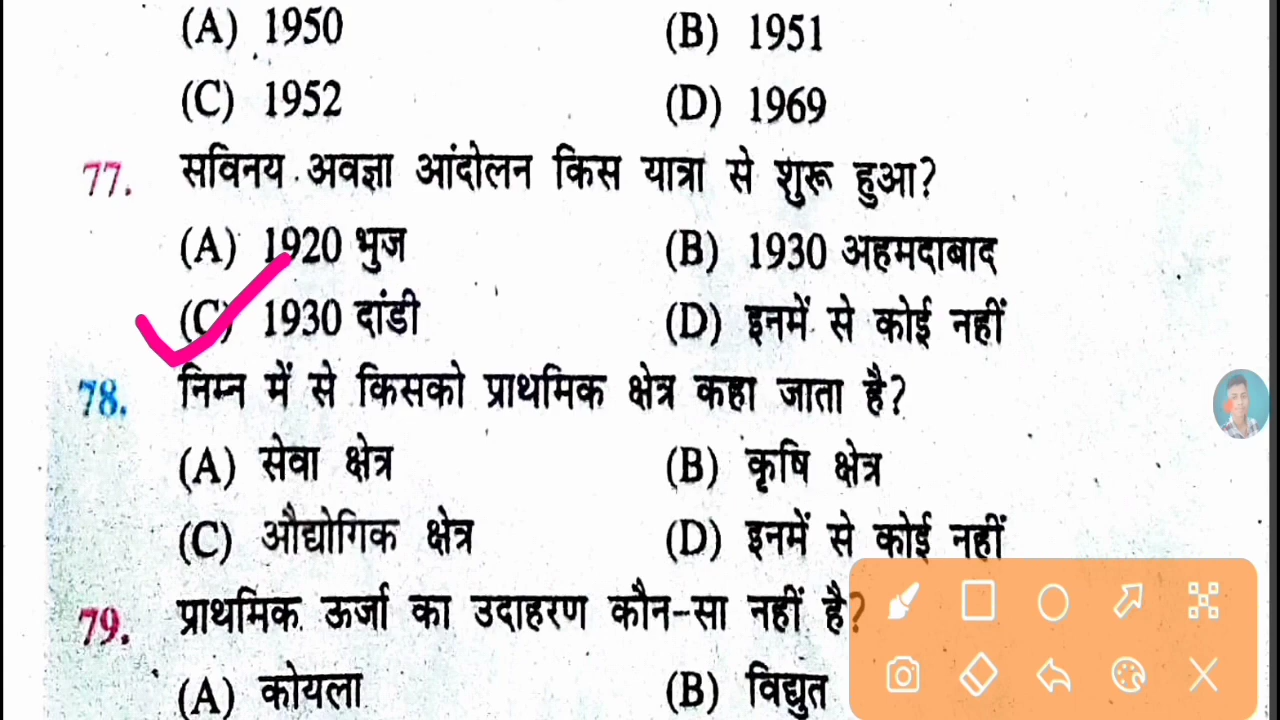 (A) 1950 (B) 1951
(C) 1952 (D) 1969
77. सविनय अवज्ञा आंदोलन किस यात्रा से शुरू हुआ?
(A) 1920 भुज (B) 1930 अहमदाबाद
(C) 1930 दांडी (D) इनमें से कोई नहीं
78. निम्न में से किसको प्राथमिक क्षेत्र कहा जाता है?
(A) सेवा क्षेत्र (B) कृषि क्षेत्र
(C) औद्योगिक क्षेत्र (D) इनमें से कोई नहीं
79. प्राथमिक ऊर्जा का उदाहरण कौन-सा नहीं है?
(A) कोयला (B) विद्युत